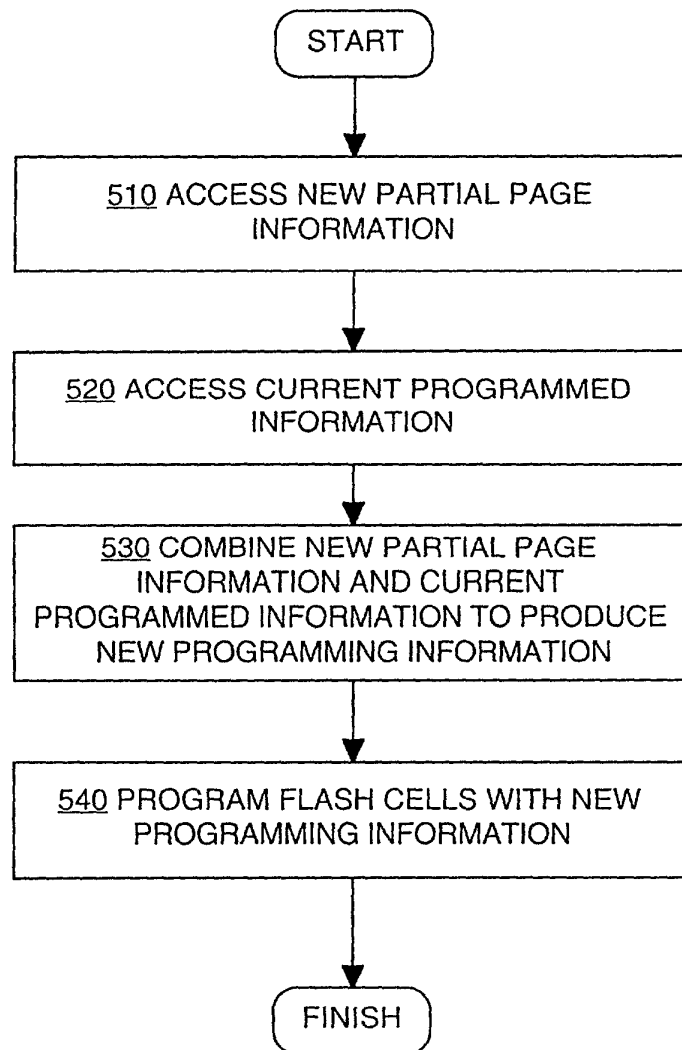 START
510 ACCESS NEW PARTIAL PAGE
INFORMATION
520 ACCESS CURRENT PROGRAMMED
INFORMATION
530 COMBINE NEW PARTIAL PAGE
INFORMATION AND CURRENT
PROGRAMMED INFORMATION TO PRODUCE
NEW PROGRAMMING INFORMATION
540 PROGRAM FLASH CELLS WITH NEW
PROGRAMMING INFORMATION
FINISH